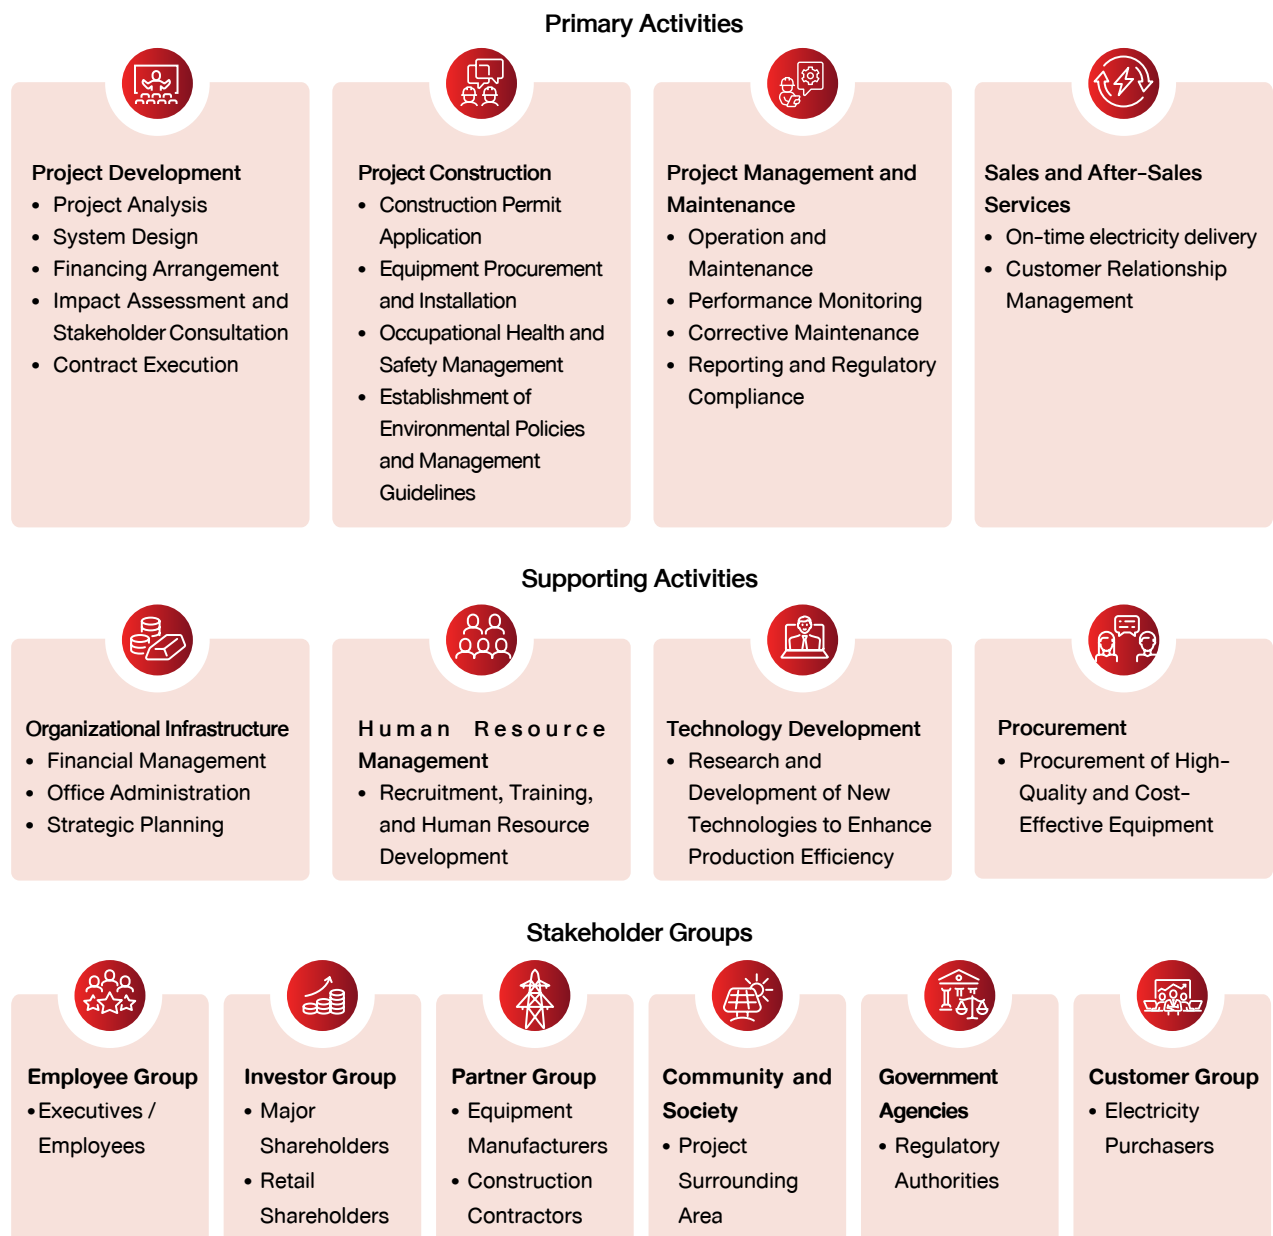 Primary Activities
Project Development
• Project Analysis
• System Design
• Financing Arrangement
• Impact Assessment and
Stakeholder Consultation
• Contract Execution
Project Construction
• Construction Permit
Application
• Equipment Procurement
and Installation
• Occupational Health and
Safety Management
• Establishment of
Environmental Policies
and Management
Guidelines
Project Management and
Maintenance
• Operation and
Maintenance
• Performance Monitoring
• Corrective Maintenance
• Reporting and Regulatory
Compliance
Sales and After-Sales
Services
• On-time electricity delivery
• Customer Relationship
Management
Supporting Activities
Organizational Infrastructure
• Financial Management
• Office Administration
• Strategic Planning
Human Resource
Management
• Recruitment, Training,
and Human Resource
Development
Technology Development
• Research and
Development of New
Technologies to Enhance
Production Efficiency
Procurement
• Procurement of High-
Quality and Cost-
Effective Equipment
Stakeholder Groups
Employee Group
• Executives /
Employees
Investor Group
• Major
Shareholders
• Retail
Shareholders
Partner Group
• Equipment
Manufacturers
• Construction
Contractors
Community and
Society
• Project
Surrounding
Area
Government
Agencies
• Regulatory
Authorities
Customer Group
• Electricity
Purchasers